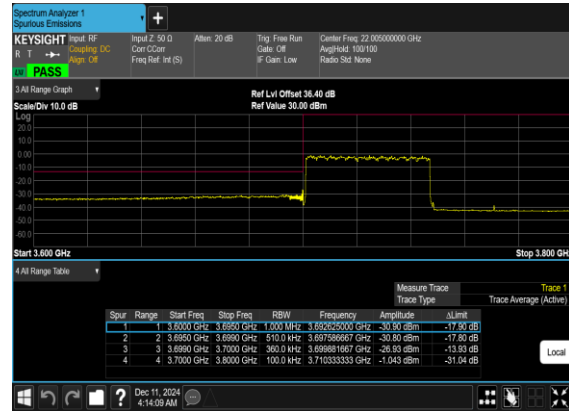 Spectrum Analyzer 1
Spurious Emissions
+
KEYSIGHT Input: RF Input Z: 50 Ω Atten: 20 dB Trig: Free Run Center Freq: 22.005000000 GHz
R T Coupling: DC Corr CCorr Gate: Off Avg|Hold: 100/100
Align: Off Freq Ref: Int (S) IF Gain: Low Radio Std: None
PASS
3 All Range Graph Ref Lvl Offset 36.40 dB
Scale/Div 10.0 dB Ref Value 30.00 dBm
Log
20.0
10.0
0.00
-10.0
-20.0
-30.0
-40.0
-50.0
-60.0
Start 3.600 GHz Stop 3.800 GHz
4 All Range Table
Measure Trace Trace 1
Trace Type Trace Average (Active)
Spur Range Start Freq Stop Freq RBW Frequency Amplitude ΔLimit
1 1 3.6000 GHz 3.6950 GHz 1.000 MHz 3.692625000 GHz -30.90 dBm -17.90 dB
2 2 3.6950 GHz 3.6990 GHz 510.0 kHz 3.697586667 GHz -30.80 dBm -17.80 dB
3 3 3.6990 GHz 3.7000 GHz 360.0 kHz 3.699881667 GHz -26.93 dBm -13.93 dB
4 4 3.7000 GHz 3.8000 GHz 100.0 kHz 3.710333333 GHz -1.043 dBm -31.04 dB
Local
? Dec 11, 2024
4:14:09 AM